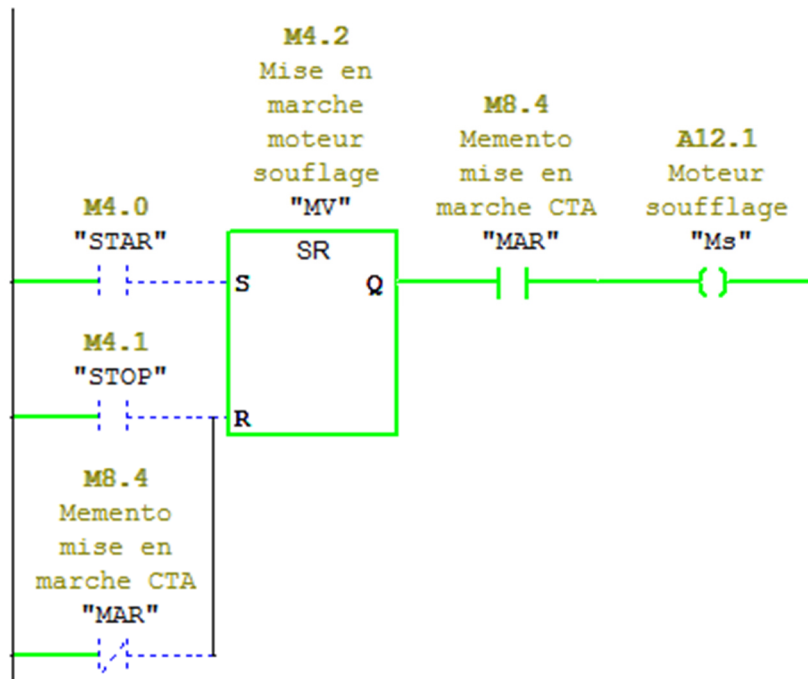 M4.2
Mise en
marche
moteur
souflage
"MV"
M8.4
Memento
mise en
marche CTA
"MAR"
A12.1
Moteur
soufflage
"Ms"
M4.0
"STAR"
SR
S
Q
M4.1
"STOP"
R
M8.4
Memento
mise en
marche CTA
"MAR"